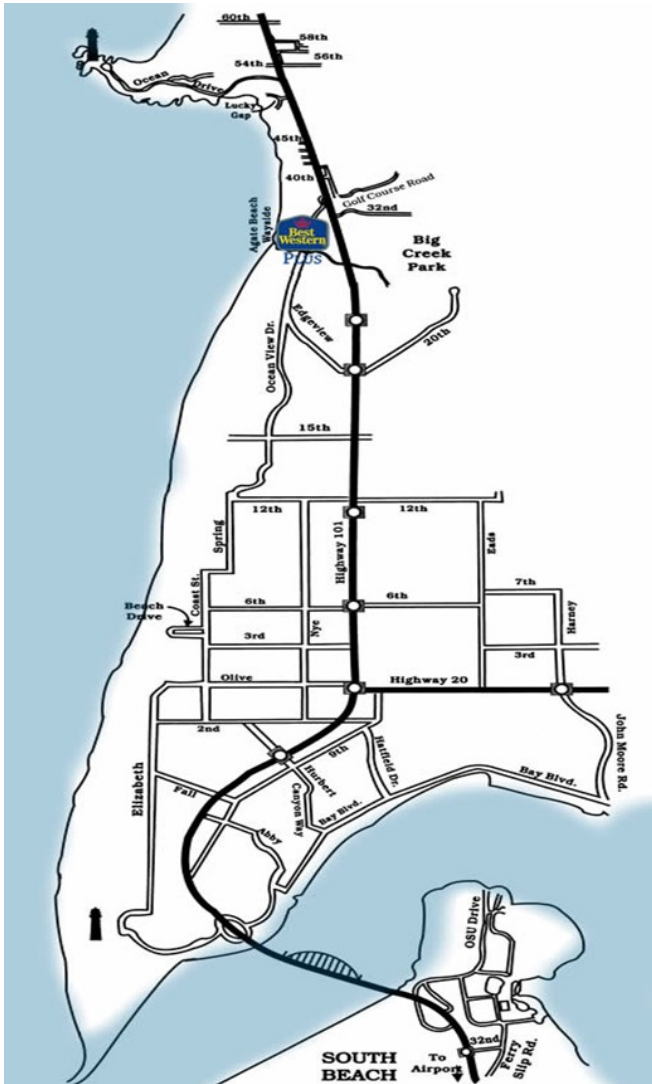 60th
58th
56th
54th
Ocean
Drive
Lucky
Gap
45th
40th
Golf Course Road
32nd
Agate Beach
Wayside
Best
Western
PLUS
Big
Creek
Park
Edgeview
20th
Ocean View Dr.
15th
12th
12th
Spring
Highway 101
Eads
Coast St.
Beach
Drive
6th
6th
7th
Nye
Harney
3rd
3rd
Olive
Highway 20
2nd
9th
Hatfield Dr.
John Moore Rd.
Elizabeth
Fall
Hurbert
Canyon Way
Bay Blvd.
Bay Blvd.
Abby
OSU Drive
32nd
Ferry
Slip Rd.
To
Airport
SOUTH
BEACH